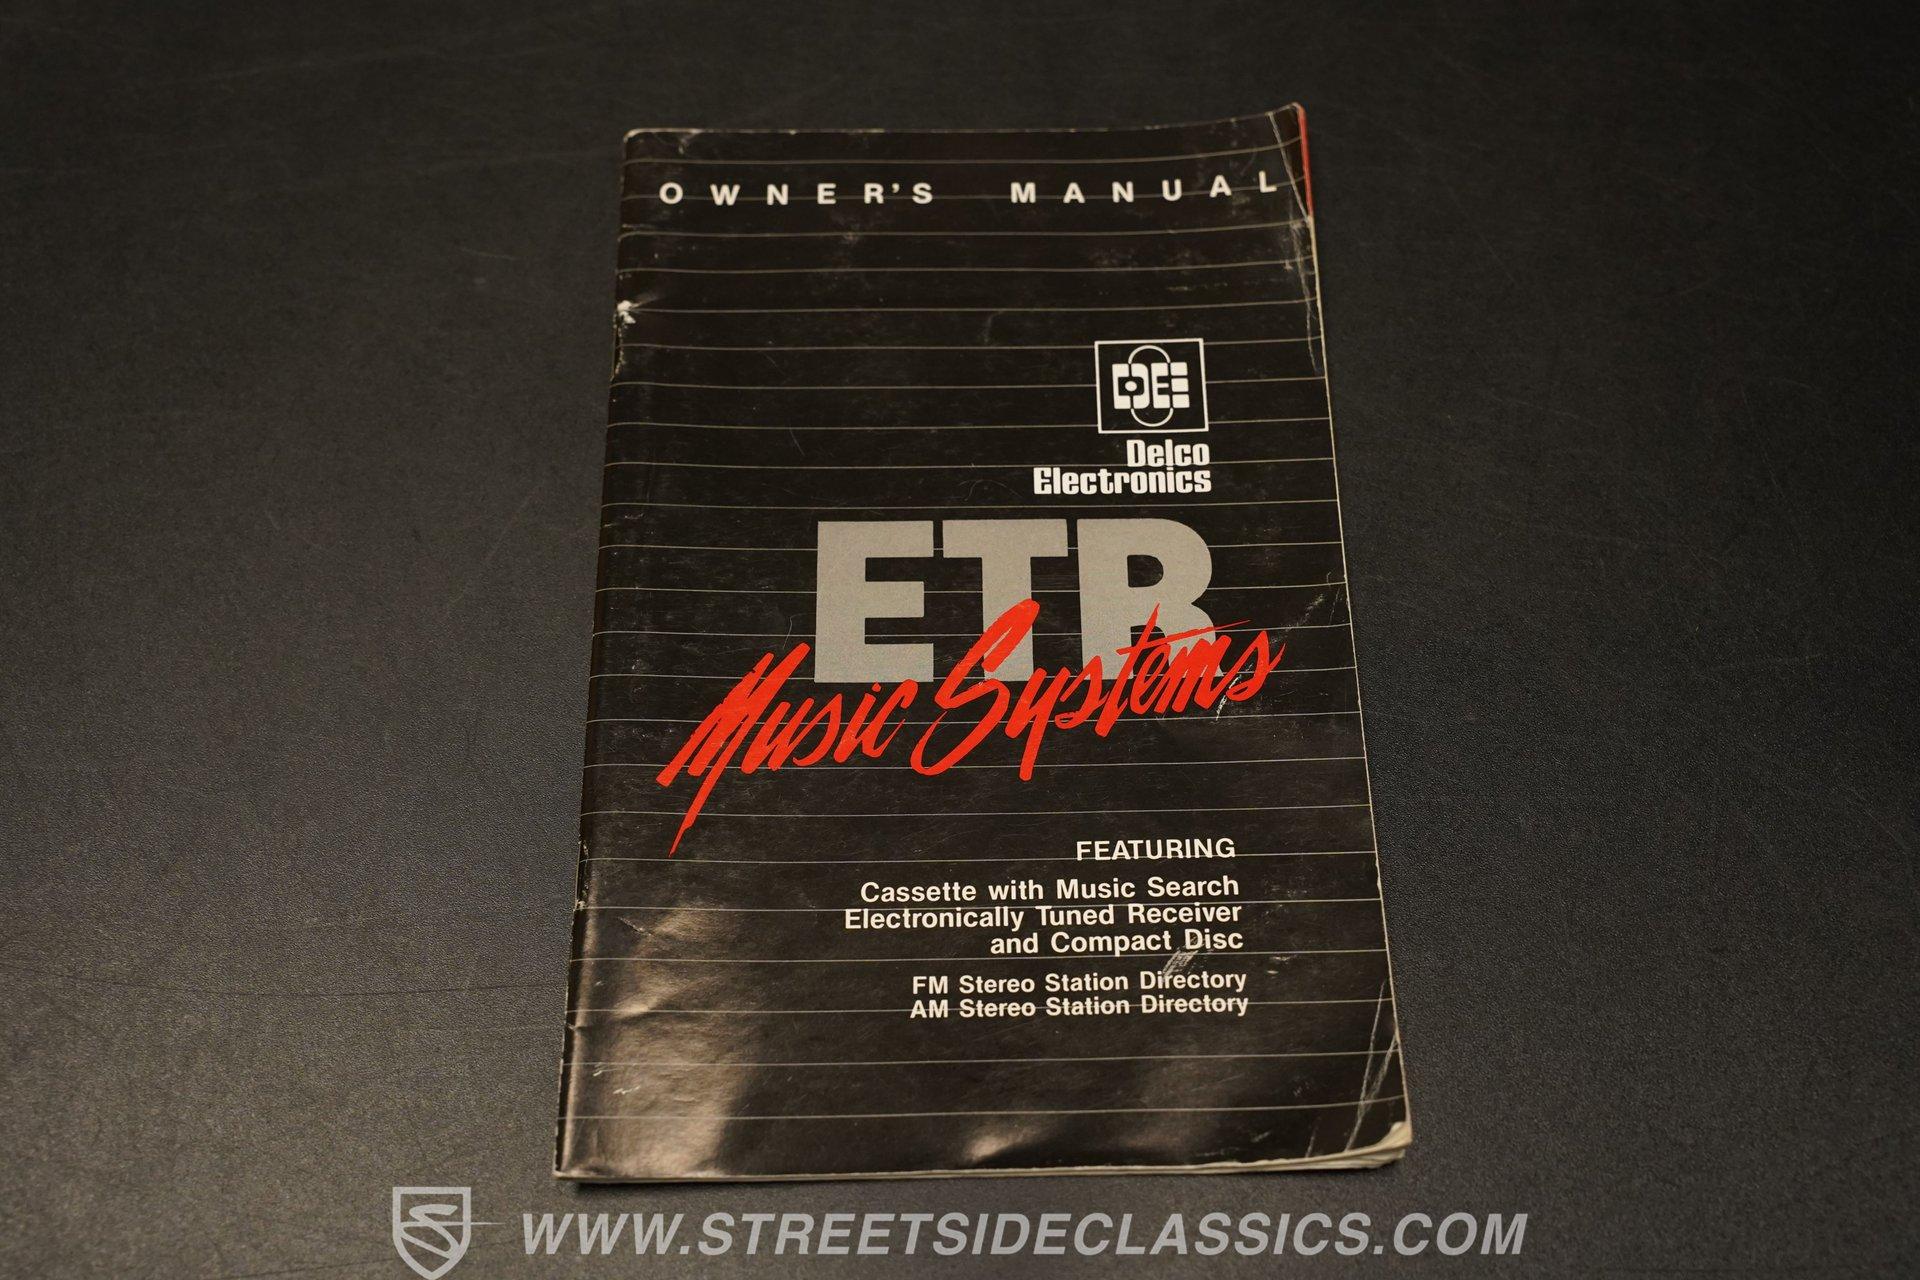 OWNER'S MANUAL
DE
Delco
Electronics
ETR
Music Systems
FEATURING
Cassette with Music Search
Electronically Tuned Receiver
and Compact Disc
FM Stereo Station Directory
AM Stereo Station Directory
WWW.STREETSIDECLASSICS.COM